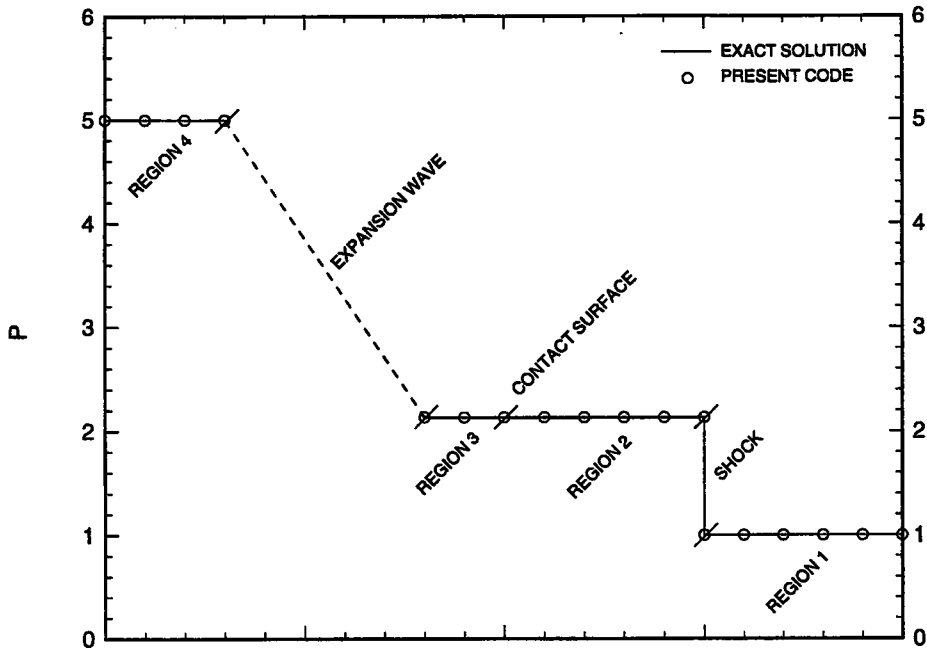 6
5
4
3
2
1
0
P
6
5
4
3
2
1
0
EXACT SOLUTION
PRESENT CODE
REGION 4
EXPANSION WAVE
CONTACT SURFACE
REGION 3
REGION 2
SHOCK
REGION 1